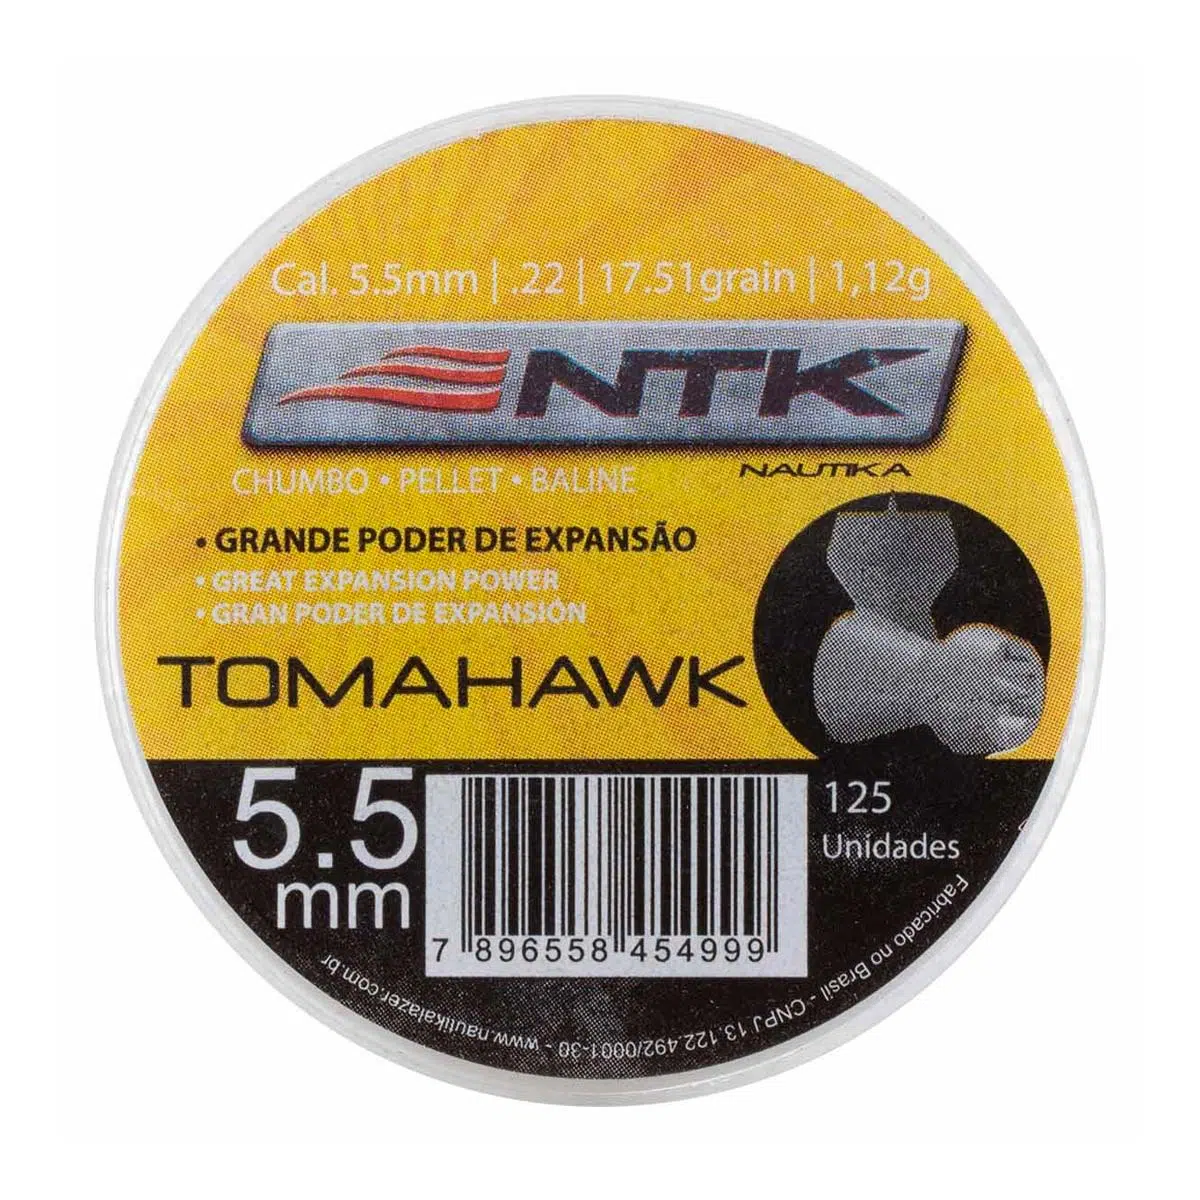 Cal. 5.5mm | .22 | 17.51grain | 1,12g
NTK
NAUTIKA
CHUMBO • PELLET • BALINE
• GRANDE PODER DE EXPANSÃO
• GREAT EXPANSION POWER
• GRAN PODER DE EXPANSIÓN
TOMAHAWK
5.5
mm
125
Unidades
7 896558 454999
Fabricado no Brasil - CNPJ 13.122.492/0001-30 - www.nautikalazer.com.br